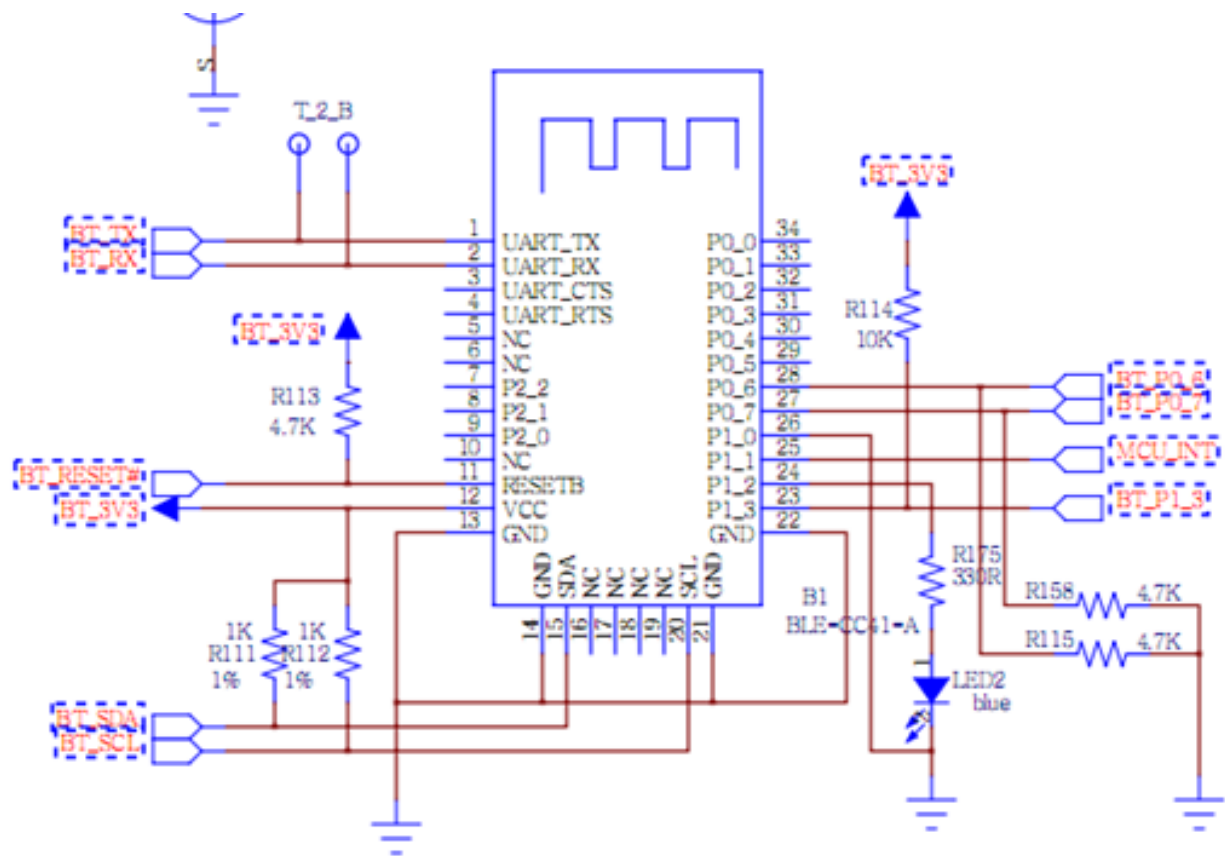 S
T_2_B
BT_3V3
BT_TX
BT_RX
1
2
3
4
5
6
7
8
9
10
11
12
13
UART_TX
UART_RX
UART_CTS
UART_RTS
NC
NC
P2_2
P2_1
P2_0
NC
RESETB
VCC
GND
P0_0
P0_1
P0_2
P0_3
P0_4
P0_5
P0_6
P0_7
P1_0
P1_1
P1_2
P1_3
GND
34
33
32
31
30
29
28
27
26
25
24
23
22
R114
10K
BT_3V3
R113
4.7K
BT_P0_6
BT_P0_7
MCU_INT
BT_P1_3
BT_RESET#
BT_3V3
GND
SDA
NC
NC
NC
NC
SCL
GND
14
15
16
17
18
19
20
21
R175
330R
B1
BLE-CC41-A
R158 4.7K
R115 4.7K
1K
R111
1%
1K
R112
1%
1
LED2
blue
2
BT_SDA
BT_SCL